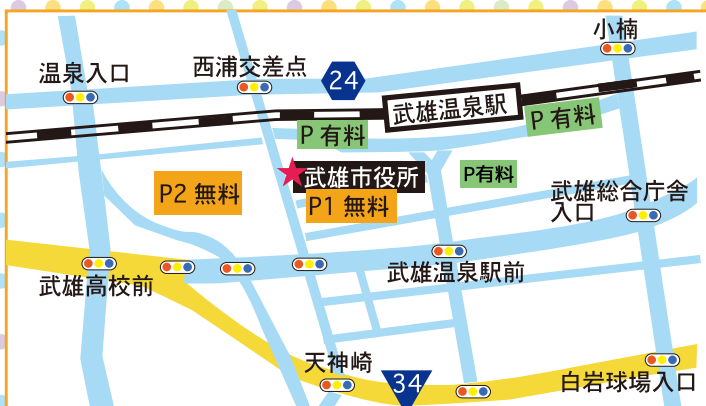 小楠
温泉入口
西浦交差点
24
武雄温泉駅
P 有料
P 有料
武雄市役所
P有料
P2 無料
P1 無料
武雄総合庁舎
入口
武雄高校前
武雄温泉駅前
天神崎
34
白岩球場入口